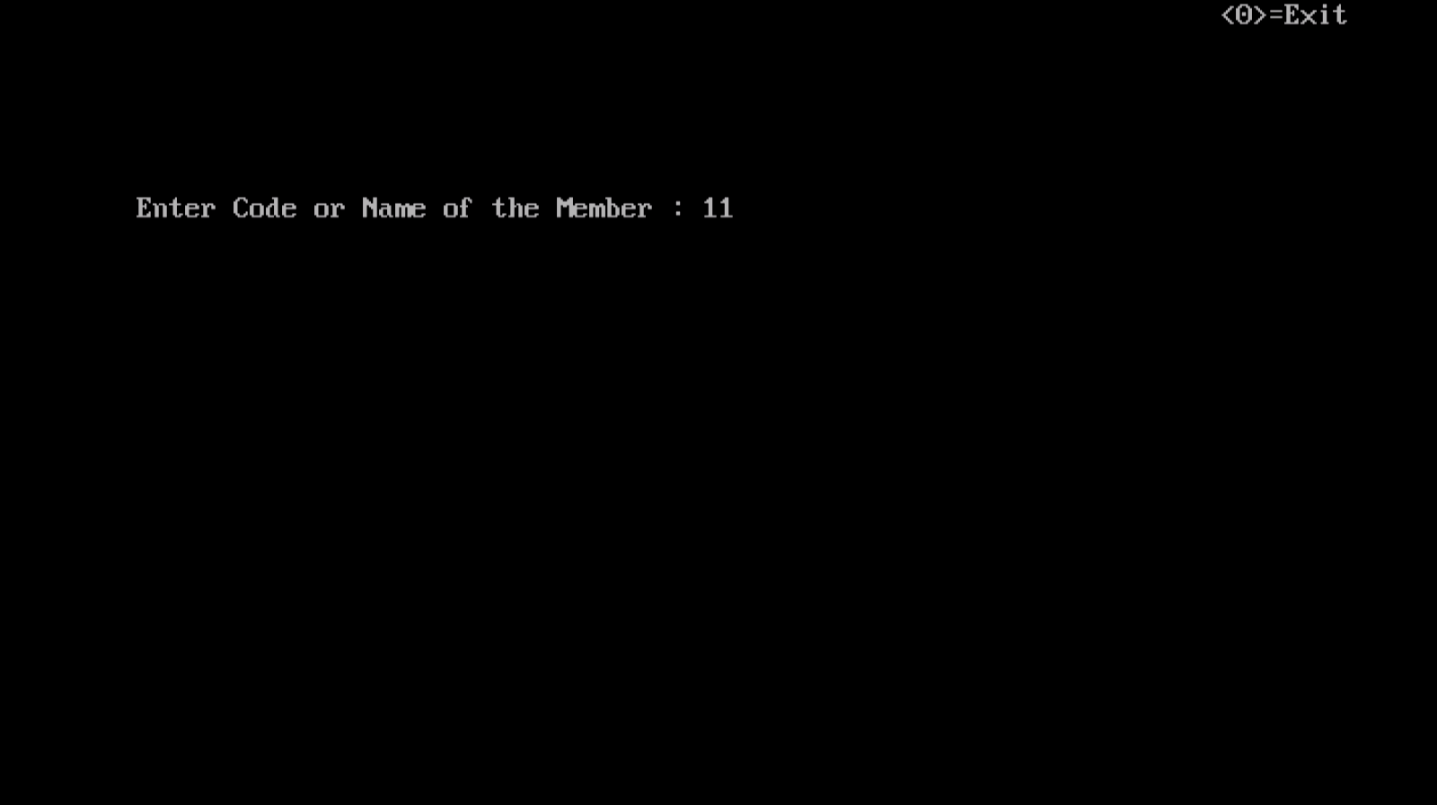 <0>=Exit
Enter Code or Name of the Member : 11